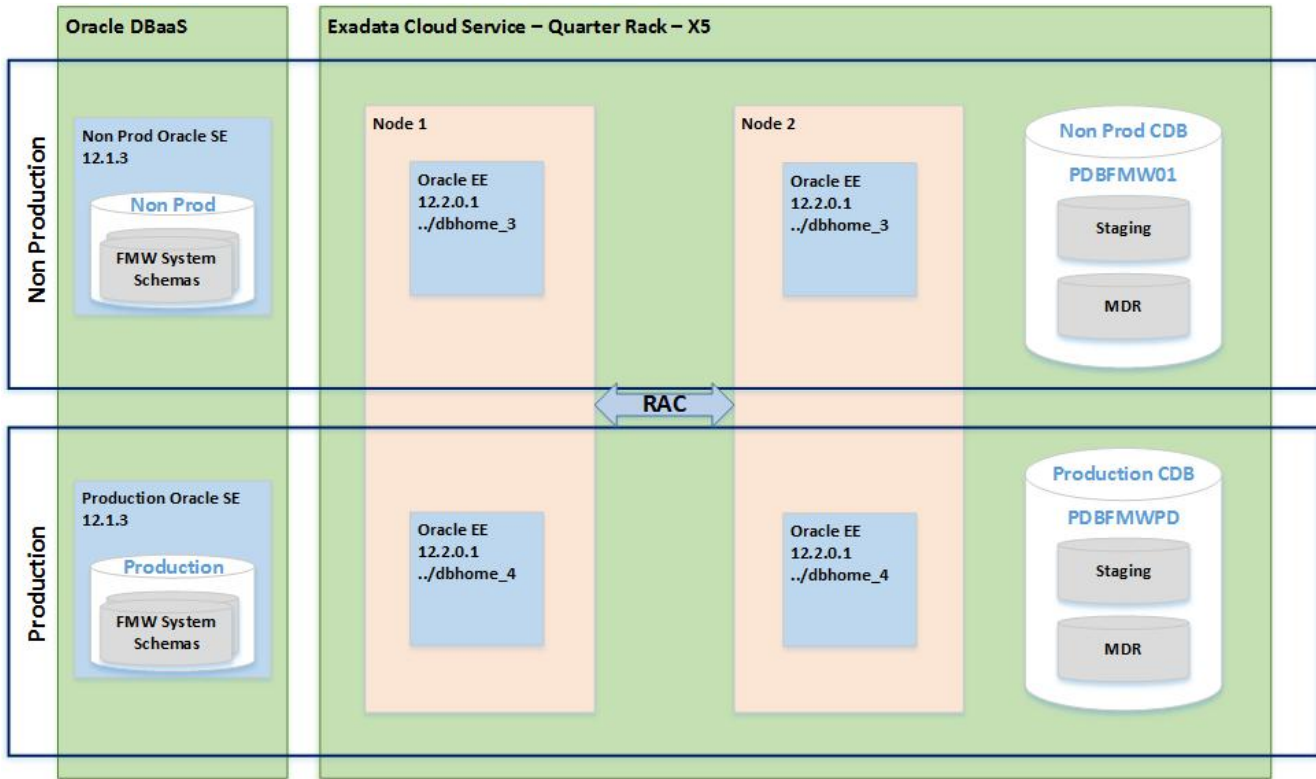 Oracle DBaaS
Exadata Cloud Service – Quarter Rack – X5
Non Production
Non Prod Oracle SE
12.1.3
Non Prod
FMW System
Schemas
Node 1
Oracle EE
12.2.0.1
../dbhome_3
Node 2
Oracle EE
12.2.0.1
../dbhome_3
Non Prod CDB
PDBFMW01
Staging
MDR
RAC
Production
Production Oracle SE
12.1.3
Production
FMW System
Schemas
Oracle EE
12.2.0.1
../dbhome_4
Oracle EE
12.2.0.1
../dbhome_4
Production CDB
PDBFMWPD
Staging
MDR